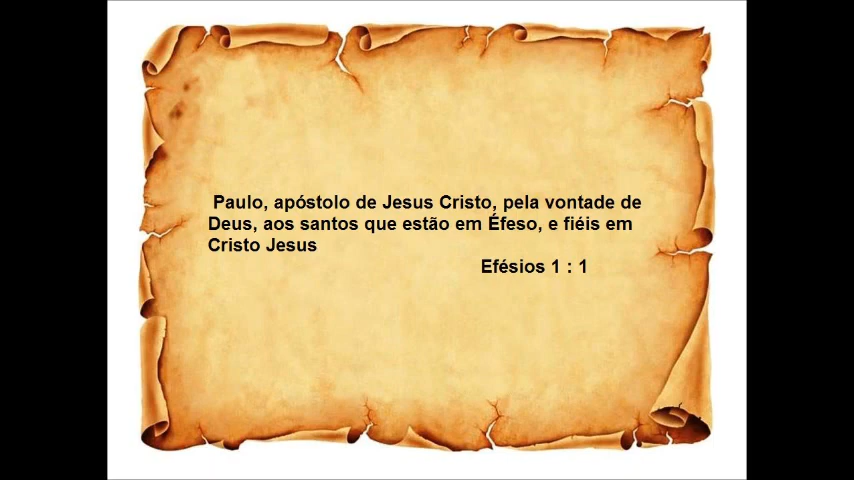 Paulo, apóstolo de Jesus Cristo, pela vontade de
Deus, aos santos que estão em Éfeso, e fiéis em
Cristo Jesus
Efésios 1 : 1